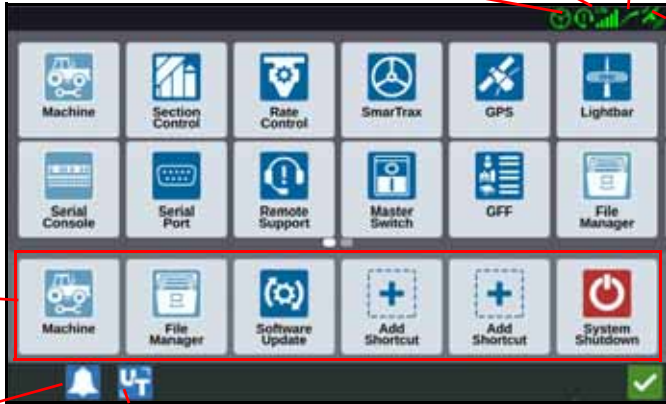 Machine
Section
Control
Rate
Control
SmarTrax
GPS
Lightbar
Serial
Console
Serial
Port
Remote
Support
Master
Switch
GFF
File
Manager
Machine
File
Manager
Software
Update
Add
Shortcut
Add
Shortcut
System
Shutdown
UT